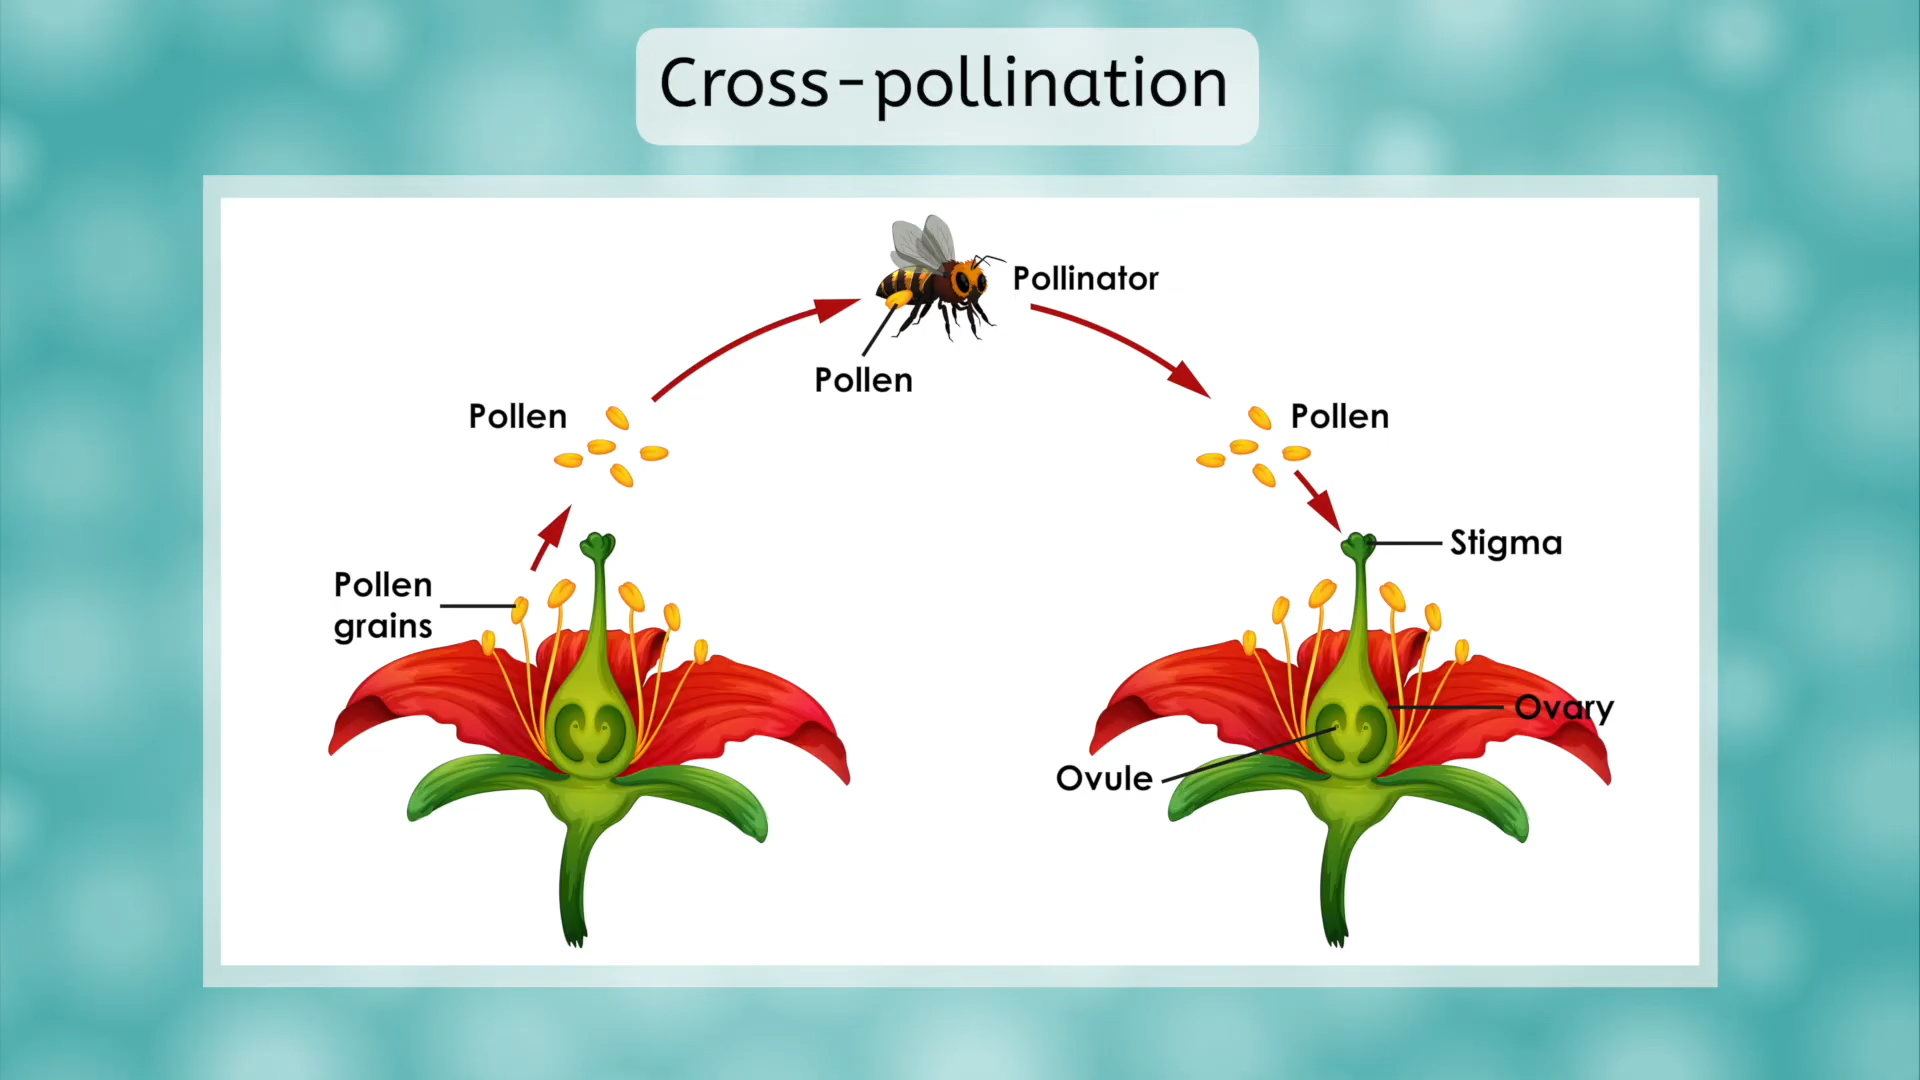 Cross-pollination
Pollinator
Pollen
Pollen
Pollen
Stigma
Pollen
grains
Ovary
Ovule